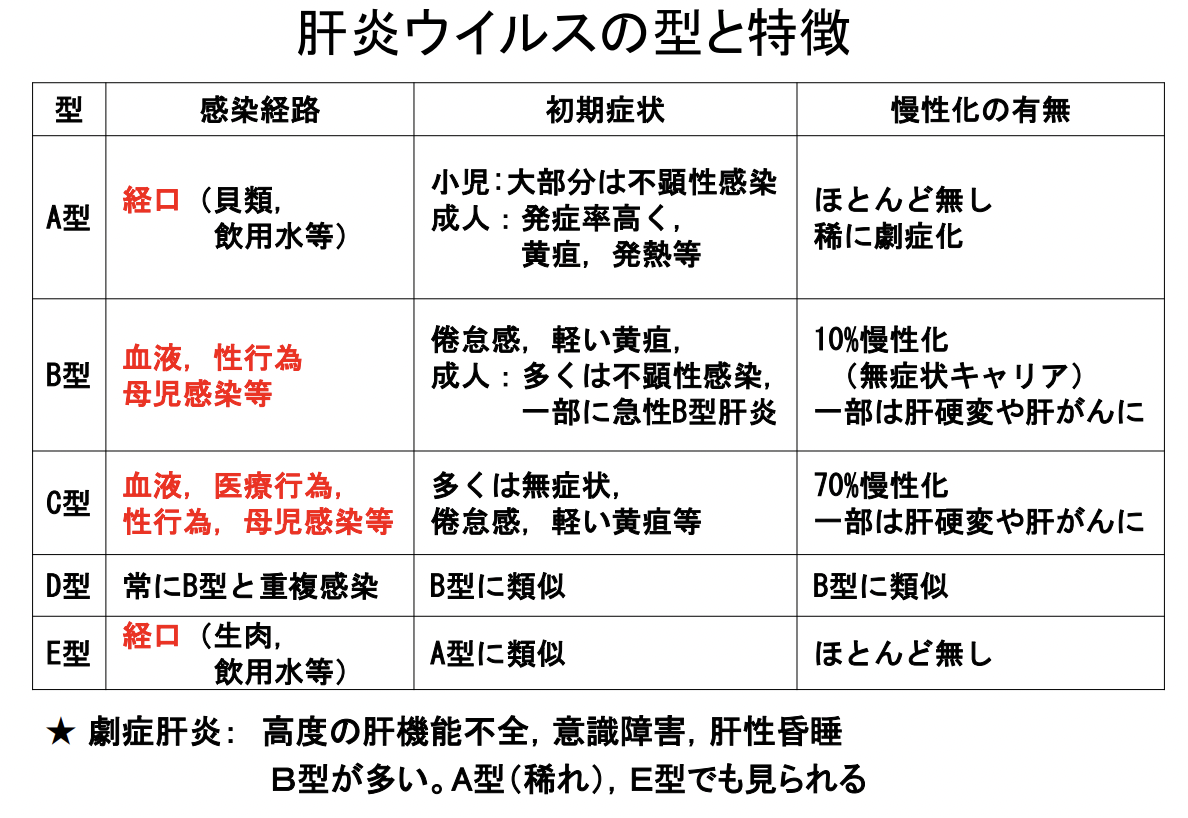 肝炎ウイルスの型と特徴
型 感染経路 初期症状 慢性化の有無
A型
経口（貝類,
飲用水等）
小児：大部分は不顕性感染
成人：発症率高く,
黄疸, 発熱等
ほとんど無し
稀に劇症化
B型
血液, 性行為
母児感染等
倦怠感, 軽い黄疸,
成人：多くは不顕性感染,
一部に急性B型肝炎
10%慢性化
（無症状キャリア）
一部は肝硬変や肝がんに
C型
血液, 医療行為,
性行為, 母児感染等
多くは無症状,
倦怠感, 軽い黄疸等
70%慢性化
一部は肝硬変や肝がんに
D型
常にB型と重複感染
B型に類似
B型に類似
E型
経口（生肉,
飲用水等）
A型に類似
ほとんど無し
★ 劇症肝炎： 高度の肝機能不全, 意識障害, 肝性昏睡
B型が多い。A型（稀れ）, E型でも見られる